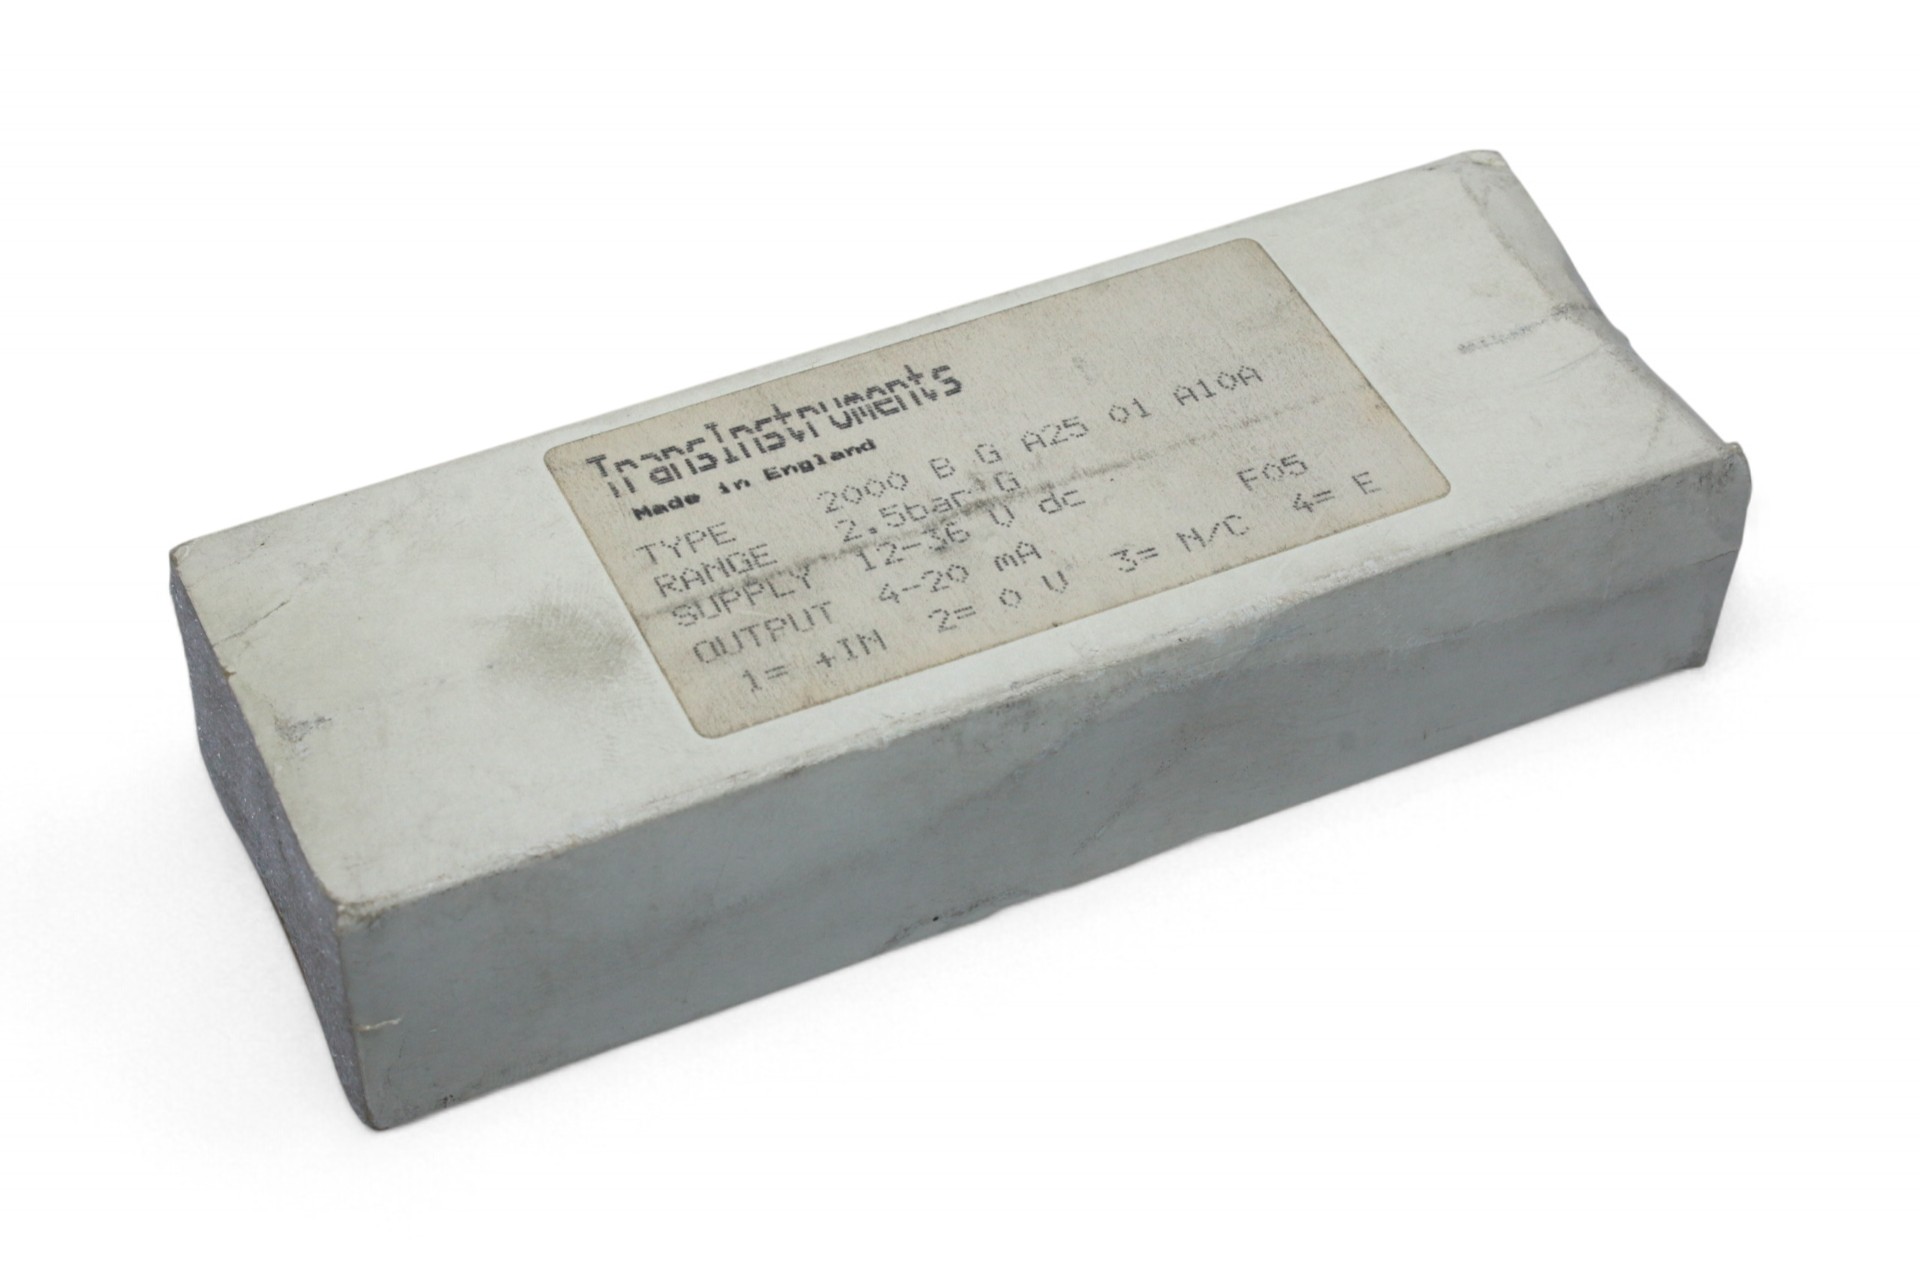 TransInstruments
Made in England
TYPE 2000 B G A25 01 A10A
RANGE 2.5bar G
SUPPLY 12-36 V dc F05
OUTPUT 4-20 mA
1= +IN 2= 0 V 3= N/C 4= E